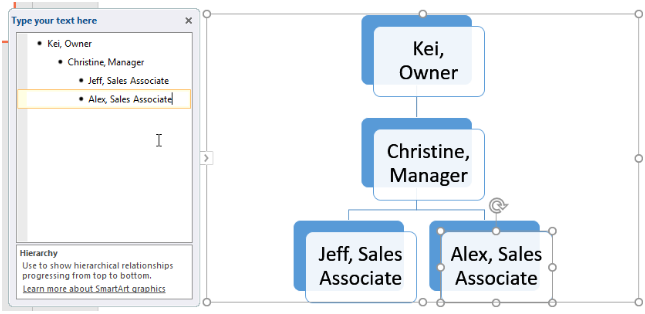 Type your text here
Kei, Owner
Christine, Manager
Jeff, Sales Associate
Alex, Sales Associate
Hierarchy
Use to show hierarchical relationships
progressing from top to bottom.
Learn more about SmartArt graphics
Kei,
Owner
Christine,
Manager
Jeff, Sales
Associate
Alex, Sales
Associate